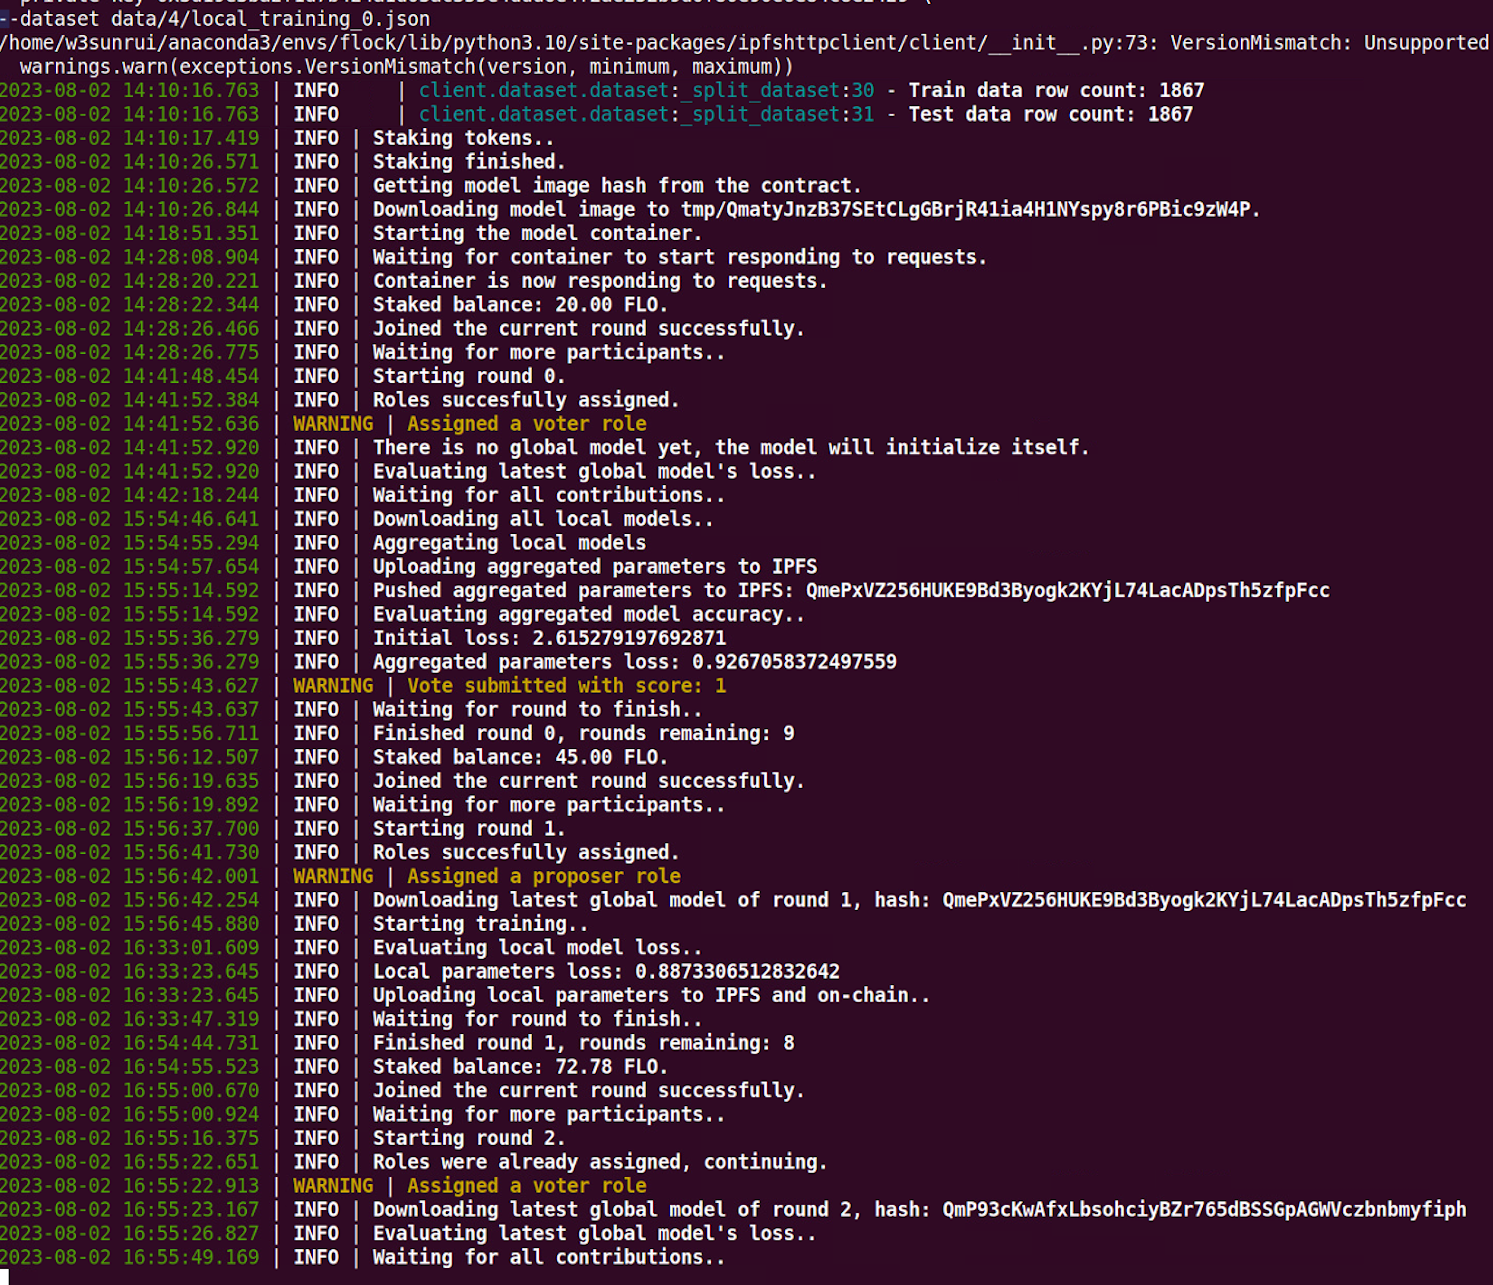 --dataset data/4/local_training_0.json
/home/w3sunrui/anaconda3/envs/flock/lib/python3.10/site-packages/ipfshttpclient/client/__init__.py:73: VersionMismatch: Unsupported
warnings.warn(exceptions.VersionMismatch(version, minimum, maximum))
2023-08-02 14:10:16.763 | INFO     | client.dataset.dataset:_split_dataset:30 - Train data row count: 1867
2023-08-02 14:10:16.763 | INFO     | client.dataset.dataset:_split_dataset:31 - Test data row count: 1867
2023-08-02 14:10:17.419 | INFO | Staking tokens..
2023-08-02 14:10:26.571 | INFO | Staking finished.
2023-08-02 14:10:26.572 | INFO | Getting model image hash from the contract.
2023-08-02 14:10:26.844 | INFO | Downloading model image to tmp/QmatyJnzB37SEtCLgGBrjR41ia4H1NYspy8r6PBic9zW4P.
2023-08-02 14:18:51.351 | INFO | Starting the model container.
2023-08-02 14:28:08.904 | INFO | Waiting for container to start responding to requests.
2023-08-02 14:28:20.221 | INFO | Container is now responding to requests.
2023-08-02 14:28:22.344 | INFO | Staked balance: 20.00 FLO.
2023-08-02 14:28:26.466 | INFO | Joined the current round successfully.
2023-08-02 14:28:26.775 | INFO | Waiting for more participants..
2023-08-02 14:41:48.454 | INFO | Starting round 0.
2023-08-02 14:41:52.384 | INFO | Roles succesfully assigned.
2023-08-02 14:41:52.636 | WARNING | Assigned a voter role
2023-08-02 14:41:52.920 | INFO | There is no global model yet, the model will initialize itself.
2023-08-02 14:41:52.920 | INFO | Evaluating latest global model's loss..
2023-08-02 14:42:18.244 | INFO | Waiting for all contributions..
2023-08-02 15:54:46.641 | INFO | Downloading all local models..
2023-08-02 15:54:55.294 | INFO | Aggregating local models
2023-08-02 15:54:57.654 | INFO | Uploading aggregated parameters to IPFS
2023-08-02 15:55:14.592 | INFO | Pushed aggregated parameters to IPFS: QmePxVZ256HUKE9Bd3Byogk2KYjL74LacADpsTh5zfpFcc
2023-08-02 15:55:14.592 | INFO | Evaluating aggregated model accuracy..
2023-08-02 15:55:36.279 | INFO | Initial loss: 2.615279197692871
2023-08-02 15:55:36.279 | INFO | Aggregated parameters loss: 0.9267058372497559
2023-08-02 15:55:43.627 | WARNING | Vote submitted with score: 1
2023-08-02 15:55:43.637 | INFO | Waiting for round to finish..
2023-08-02 15:55:56.711 | INFO | Finished round 0, rounds remaining: 9
2023-08-02 15:56:12.507 | INFO | Staked balance: 45.00 FLO.
2023-08-02 15:56:19.635 | INFO | Joined the current round successfully.
2023-08-02 15:56:19.892 | INFO | Waiting for more participants..
2023-08-02 15:56:37.700 | INFO | Starting round 1.
2023-08-02 15:56:41.730 | INFO | Roles succesfully assigned.
2023-08-02 15:56:42.001 | WARNING | Assigned a proposer role
2023-08-02 15:56:42.254 | INFO | Downloading latest global model of round 1, hash: QmePxVZ256HUKE9Bd3Byogk2KYjL74LacADpsTh5zfpFcc
2023-08-02 15:56:45.880 | INFO | Starting training..
2023-08-02 16:33:01.609 | INFO | Evaluating local model loss..
2023-08-02 16:33:23.645 | INFO | Local parameters loss: 0.8873306512832642
2023-08-02 16:33:23.645 | INFO | Uploading local parameters to IPFS and on-chain..
2023-08-02 16:33:47.319 | INFO | Waiting for round to finish..
2023-08-02 16:54:44.731 | INFO | Finished round 1, rounds remaining: 8
2023-08-02 16:54:55.523 | INFO | Staked balance: 72.78 FLO.
2023-08-02 16:55:00.670 | INFO | Joined the current round successfully.
2023-08-02 16:55:00.924 | INFO | Waiting for more participants..
2023-08-02 16:55:16.375 | INFO | Starting round 2.
2023-08-02 16:55:22.651 | INFO | Roles were already assigned, continuing.
2023-08-02 16:55:22.913 | WARNING | Assigned a voter role
2023-08-02 16:55:23.167 | INFO | Downloading latest global model of round 2, hash: QmP93cKwAfxLbsohciyBZr765dBSSGpAGWVczbnbmyfiph
2023-08-02 16:55:26.827 | INFO | Evaluating latest global model's loss..
2023-08-02 16:55:49.169 | INFO | Waiting for all contributions..